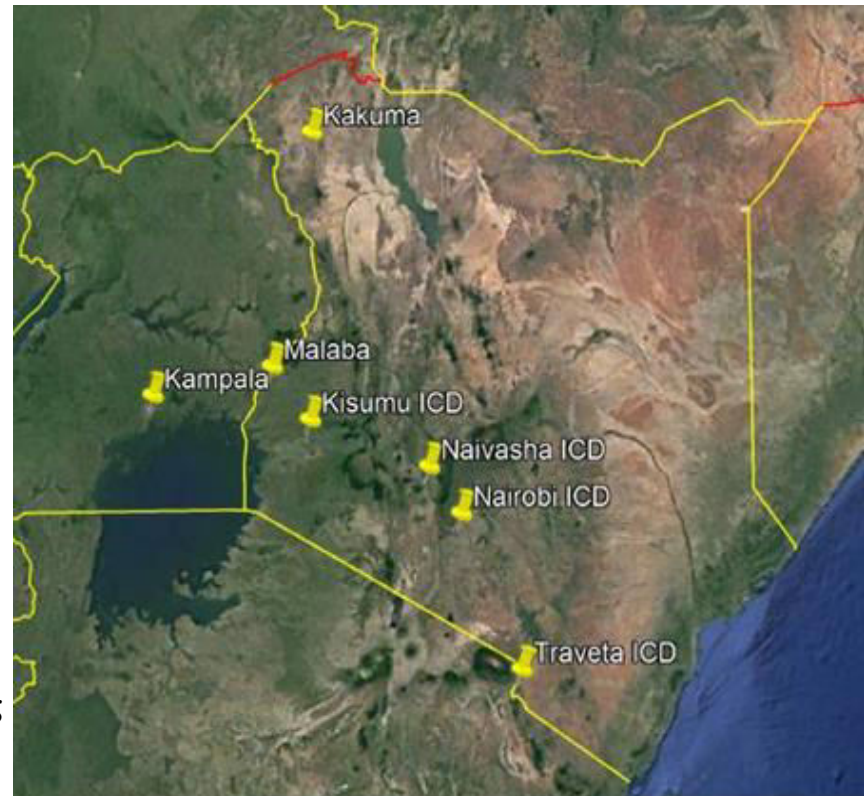 Kakuma
Malaba
Kampala
Kisumu ICD
Naivasha ICD
Nairobi ICD
Traveta ICD
;